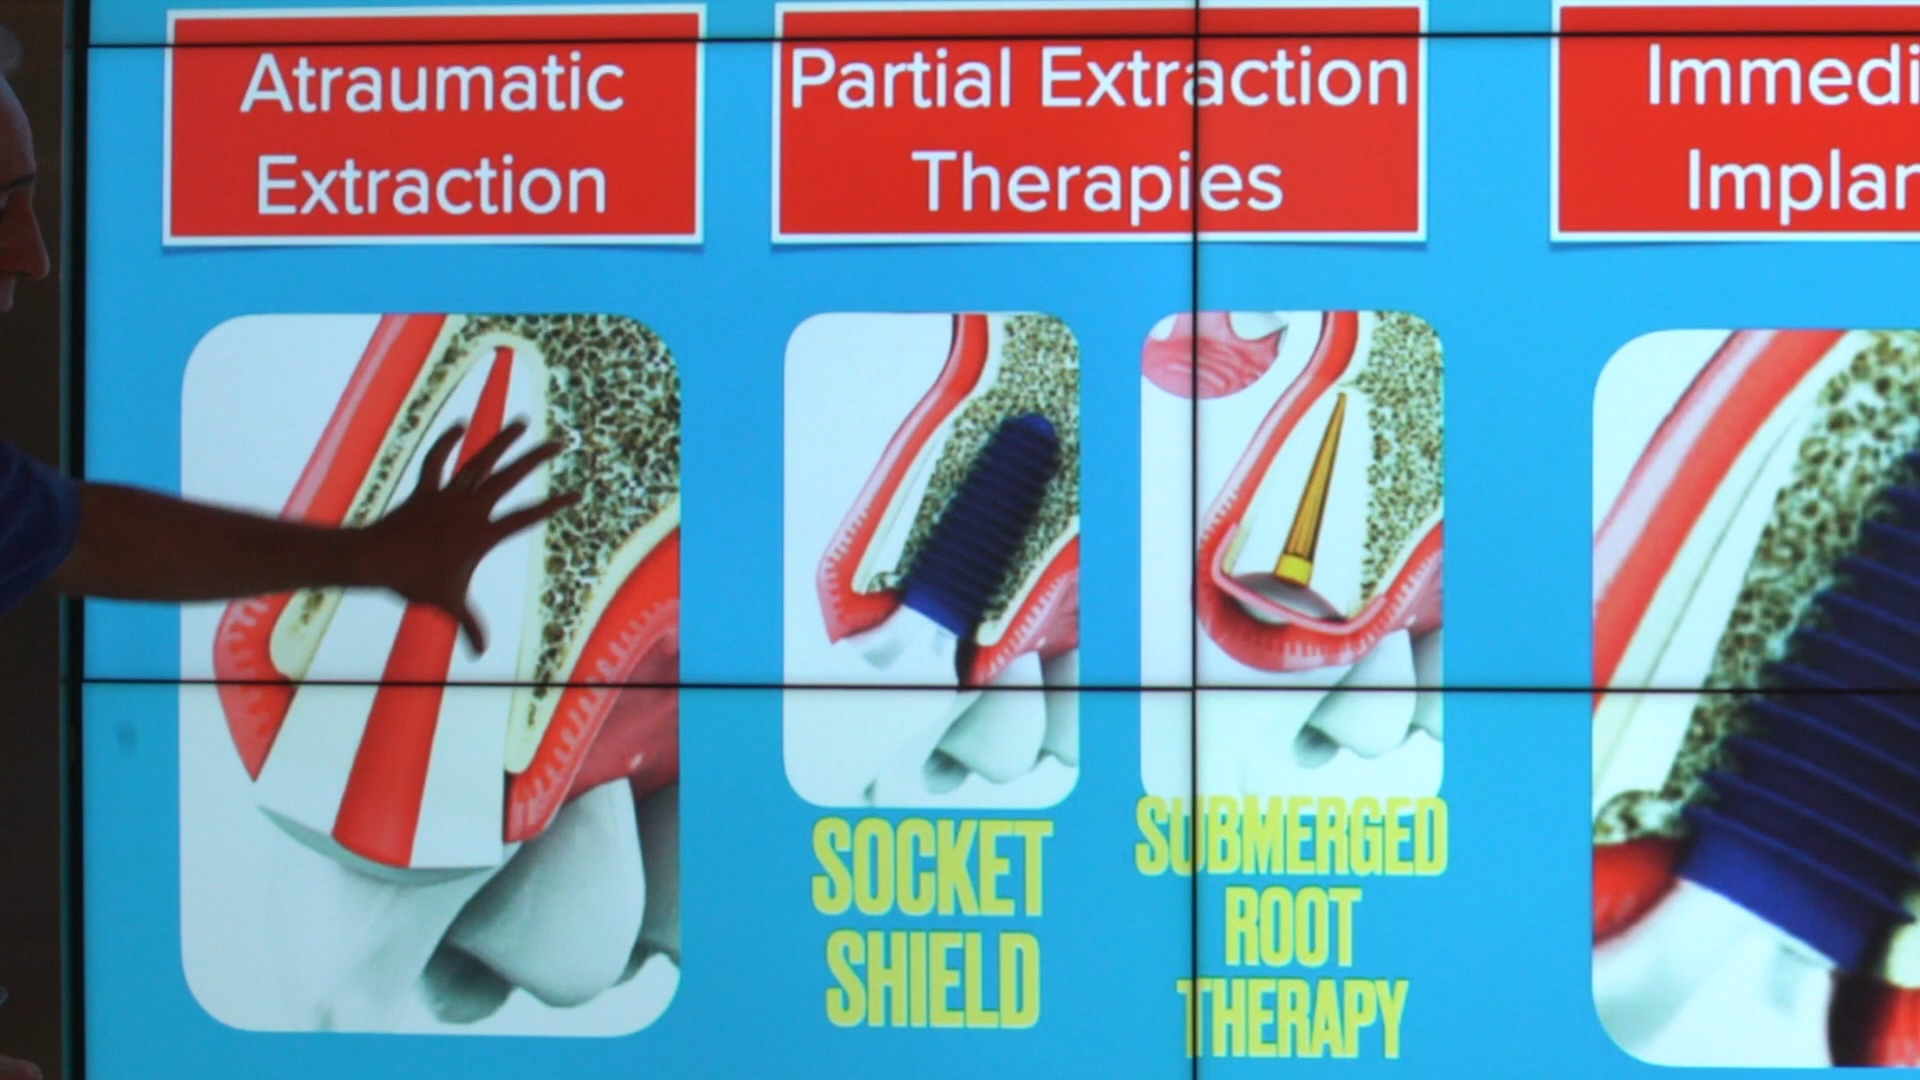 Atraumatic
Extraction
Partial Extraction
Therapies
SOCKET
SHIELD
SUBMERGED
ROOT
THERAPY